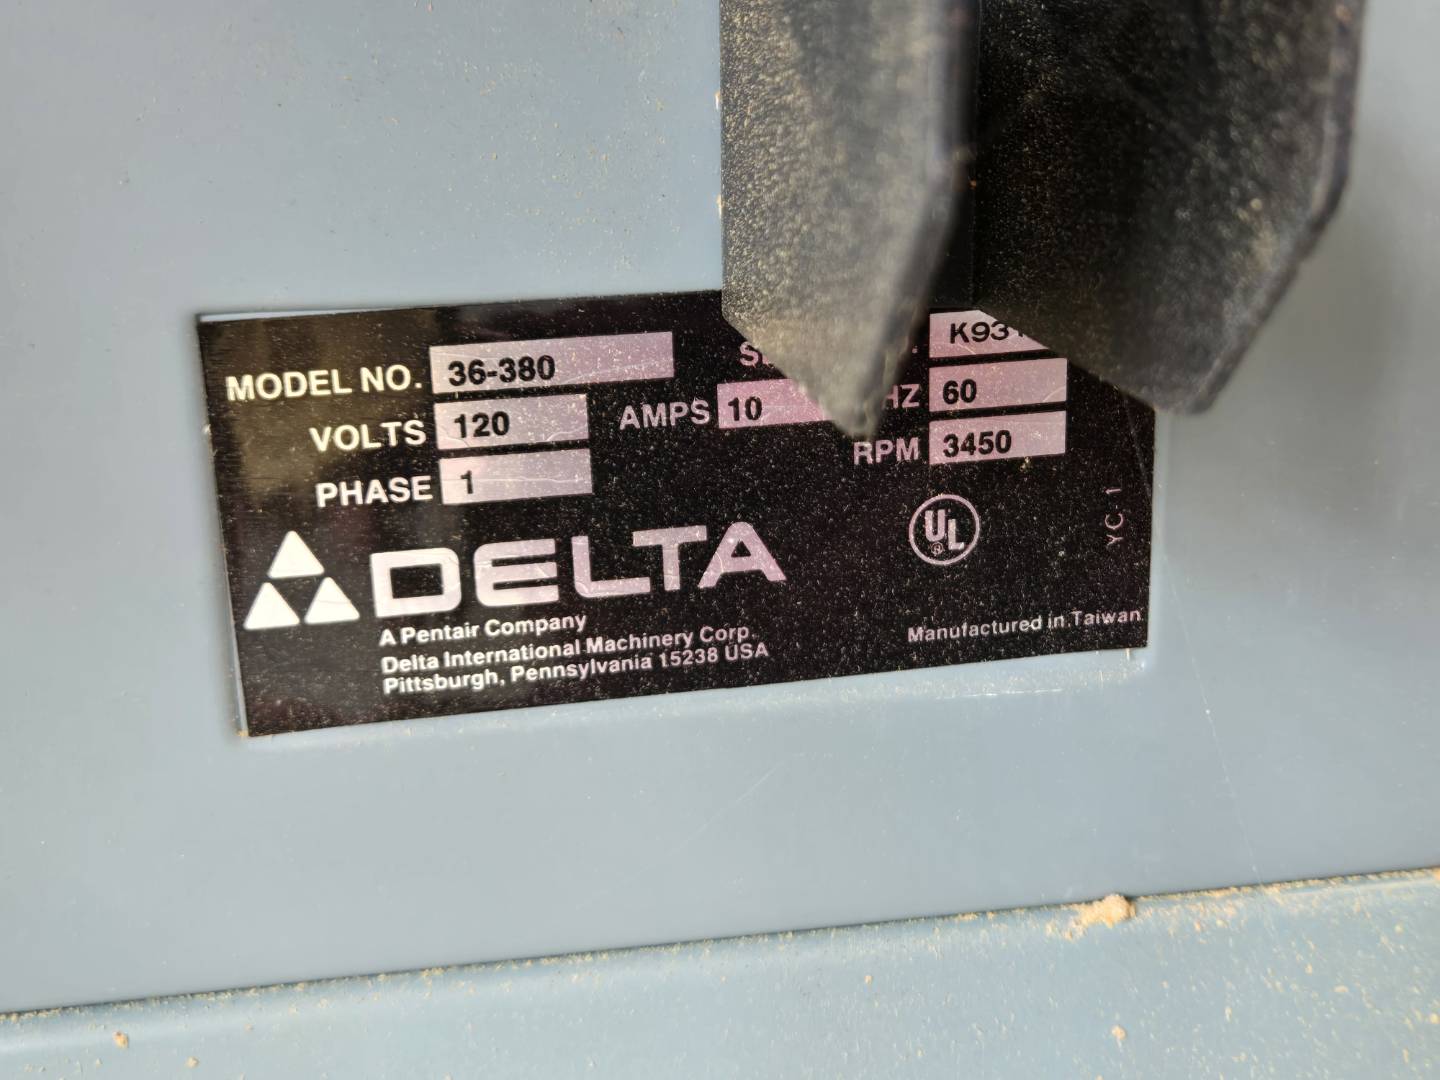 MODEL NO. 36-380
K93
VOLTS 120 AMPS 10 HZ 60
PHASE 1 RPM 3450
DELTA
UL
YC. 1
A Pentair Company
Delta International Machinery Corp.
Pittsburgh, Pennsylvania 15238 USA
Manufactured in Taiwan